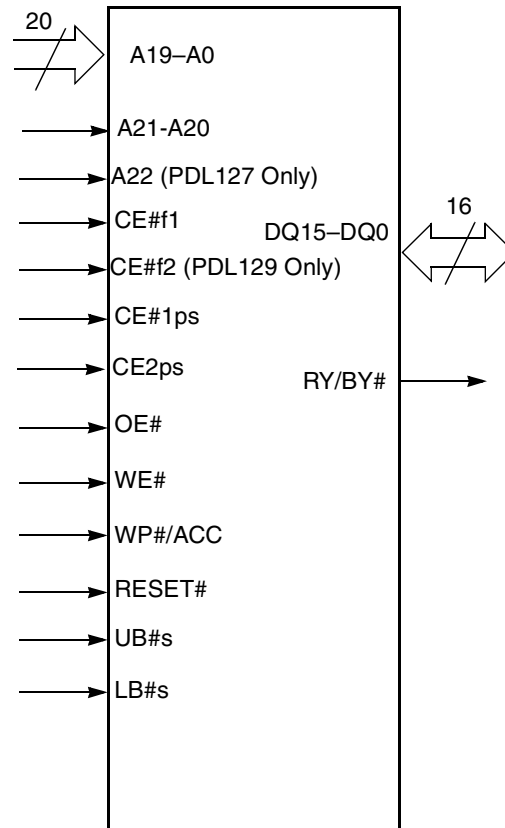 20
A19–A0
A21-A20
A22 (PDL127 Only)
CE#f1
16
DQ15–DQ0
CE#f2 (PDL129 Only)
CE#1ps
CE2ps
RY/BY#
OE#
WE#
WP#/ACC
RESET#
UB#s
LB#s